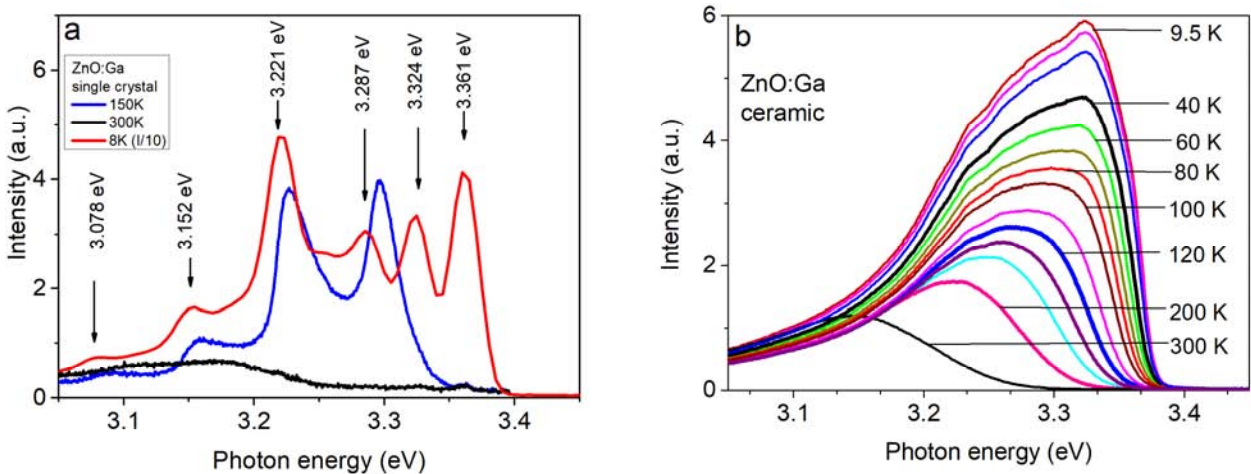 a
ZnO:Ga
single crystal
150K
300K
8K (I/10)
3.078 eV
3.152 eV
3.221 eV
3.287 eV
3.324 eV
3.361 eV
Intensity (a.u.)
0
2
4
6
3.1
3.2
3.3
3.4
Photon energy (eV)
b
ZnO:Ga
ceramic
9.5 K
40 K
60 K
80 K
100 K
120 K
200 K
300 K
Intensity (a.u.)
0
2
4
6
3.1
3.2
3.3
3.4
Photon energy (eV)